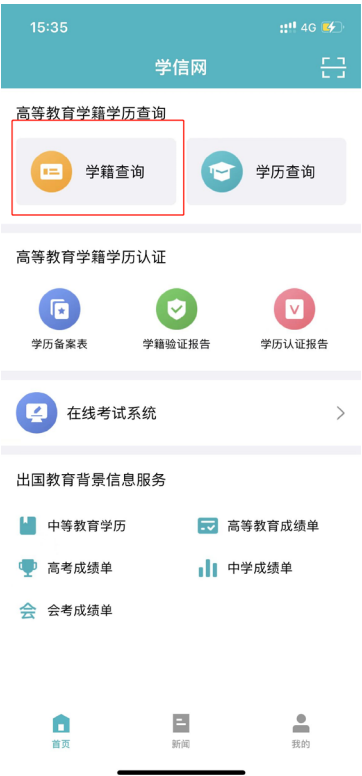 15:35
4G
学信网
高等教育学籍学历查询
学籍查询 学历查询
高等教育学籍学历认证
学历备案表 学籍验证报告 学历认证报告
在线考试系统
出国教育背景信息服务
中等教育学历 高等教育成绩单
高考成绩单 中学成绩单
会 会考成绩单
首页 新闻 我的